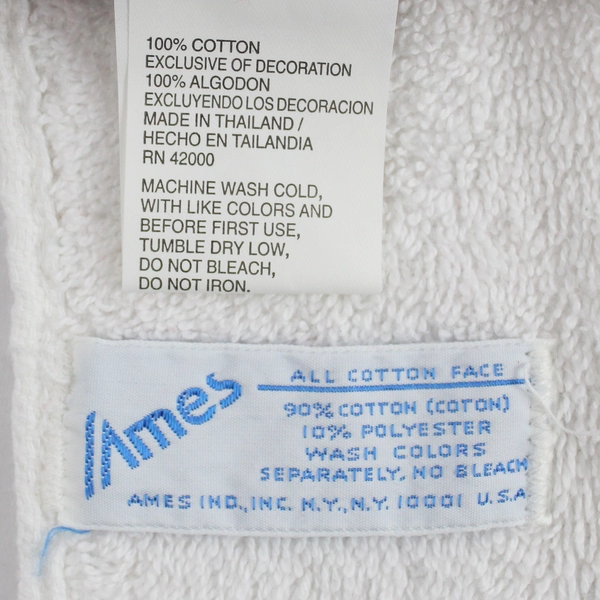 100% COTTON
EXCLUSIVE OF DECORATION
100% ALGODON
EXCLUYENDO LOS DECORACION
MADE IN THAILAND /
HECHO EN TAILANDIA
RN 42000
MACHINE WASH COLD,
WITH LIKE COLORS AND
BEFORE FIRST USE,
TUMBLE DRY LOW,
DO NOT BLEACH,
DO NOT IRON.
Ames
ALL COTTON FACE
90% COTTON (COTON)
10% POLYESTER
WASH COLORS
SEPARATELY. NO BLEACH
AMES IND., INC. N.Y., N.Y. 10001 U.S.A